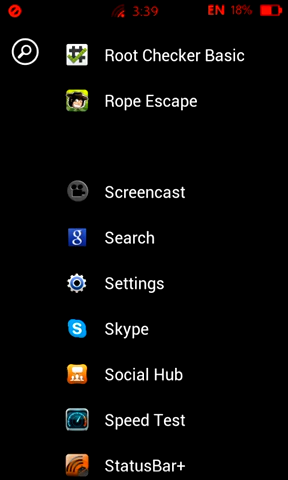 3:39 EN 18%
Root Checker Basic
Rope Escape
Screencast
g Search
Settings
Skype
Social Hub
Speed Test
StatusBar+